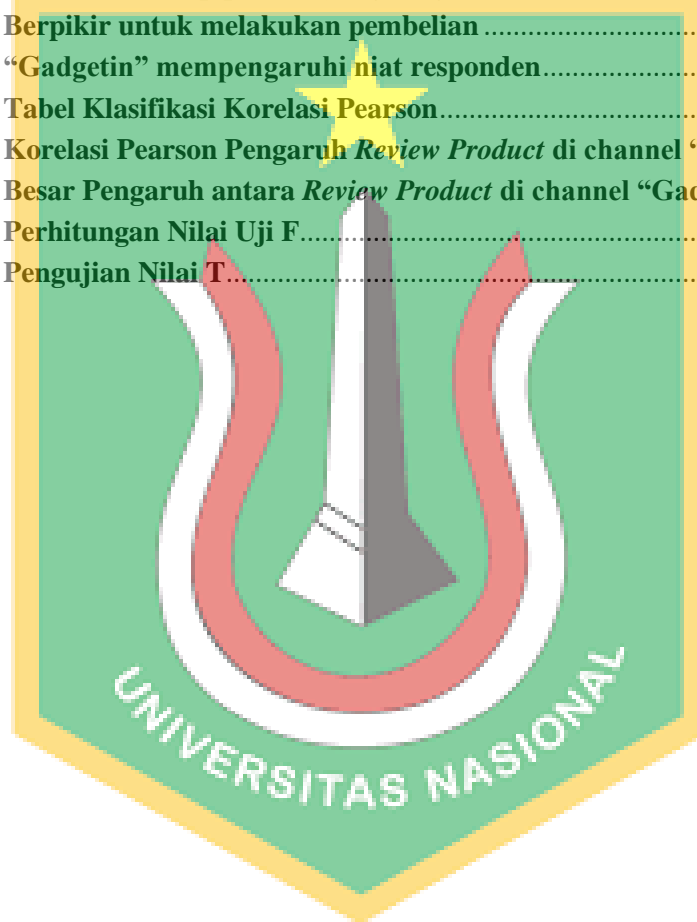 Berpikir untuk melakukan pembelian ........................................
“Gadgetin” mempengaruhi niat responden..............................
Tabel Klasifikasi Korelasi Pearson...........................................
Korelasi Pearson Pengaruh Review Product di channel “
Besar Pengaruh antara Review Product di channel “Gad
Perhitungan Nilai Uji F.............................................................
Pengujian Nilai T.......................................................................
UNIVERSITAS NASIONAL